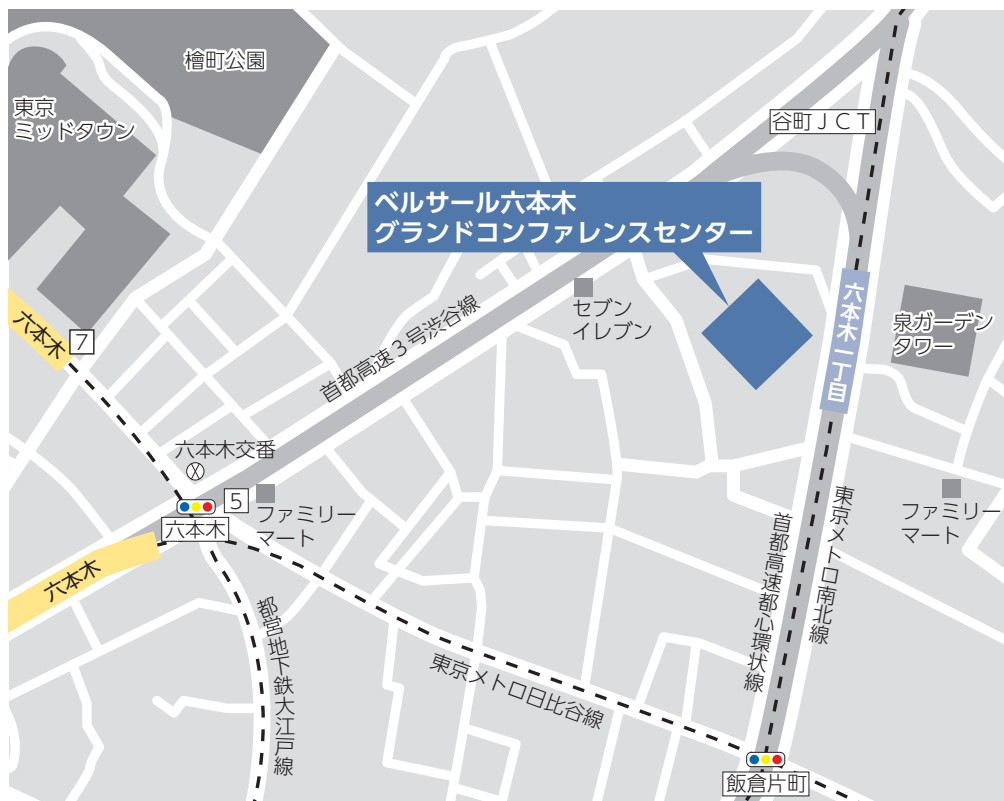 檜町公園
東京
ミッドタウン
谷町ＪＣＴ
ベルサール六本木
グランドコンファレンスセンター
六本木
7
首都高速３号渋谷線
セブン
イレブン
六本木一丁目
泉ガーデン
タワー
六本木交番
5
六本木
ファミリー
マート
六本木
都営地下鉄大江戸線
東京メトロ日比谷線
首都高速都心環状線
東京メトロ南北線
ファミリー
マート
飯倉片町